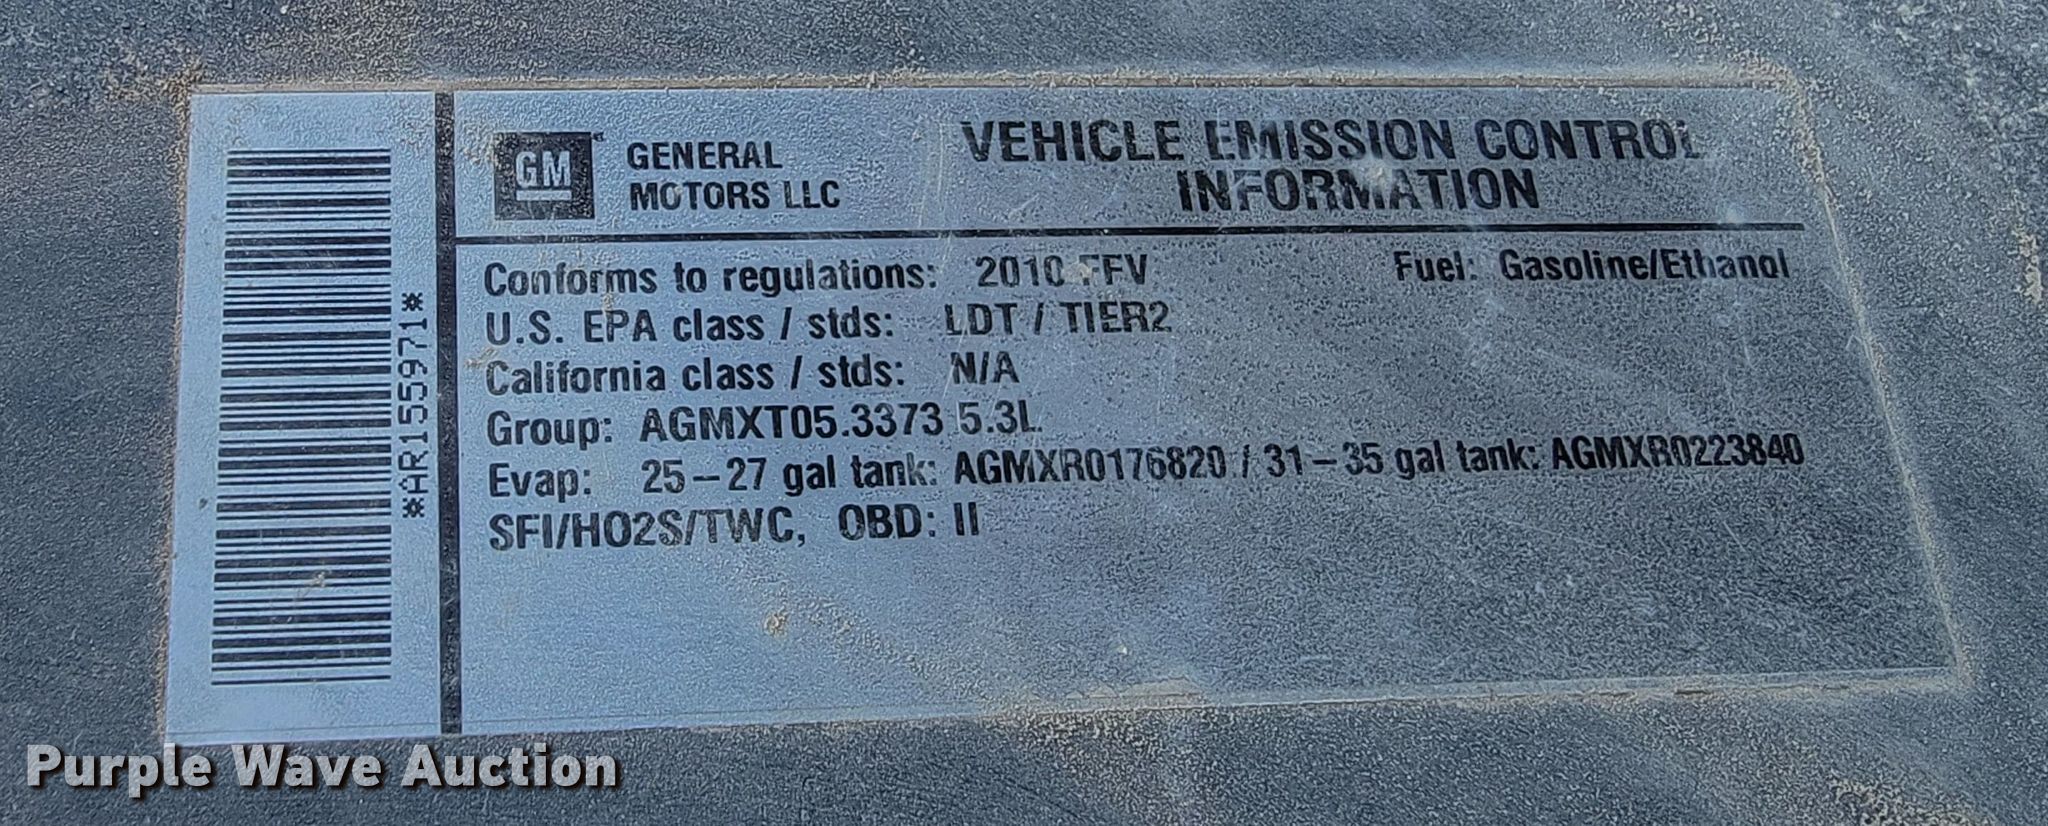 GM
GENERAL
MOTORS LLC
VEHICLE EMISSION CONTROL
INFORMATION
Conforms to regulations: 2010 FFV Fuel: Gasoline/Ethanol
U.S. EPA class / stds: LDT / TIER2
California class / stds: N/A
Group: AGMXT05.3373 5.3L
Evap: 25-27 gal tank: AGMXR0176820 / 31-35 gal tank: AGMXR0223840
SFI/HO2S/TWC, OBD: II
*AR155971*
Purple Wave Auction